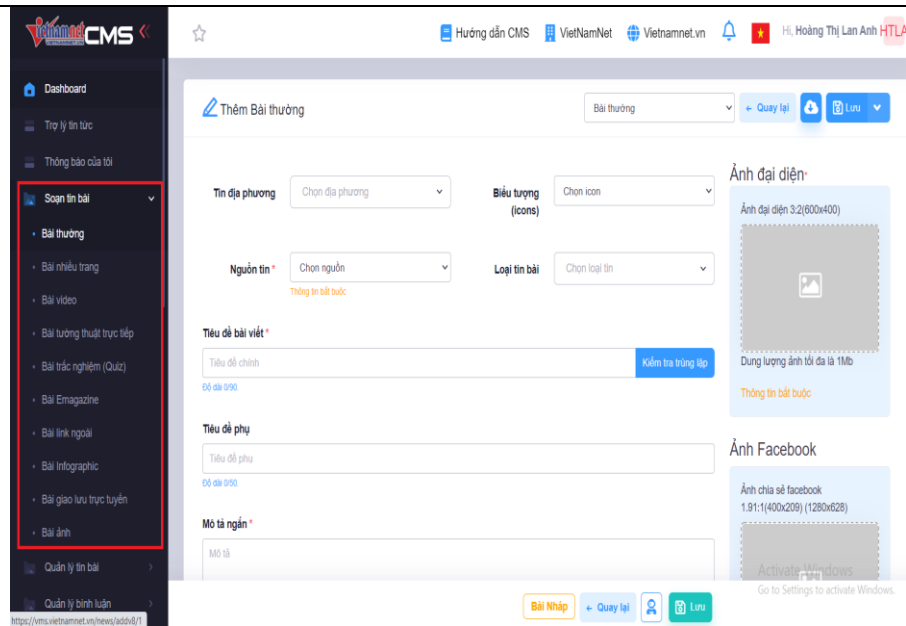 vietnamnet CMS «
Hướng dẫn CMS
VietNamNet
Vietnamnet.vn
Hi, Hoàng Thị Lan Anh HTLA
Dashboard
Trợ lý tin tức
Thông báo của tôi
Soạn tin bài
Bài thường
Bài nhiều trang
Bài video
Bài tường thuật trực tiếp
Bài trắc nghiệm (Quiz)
Bài Emagazine
Bài link ngoài
Bài Infographic
Bài giao lưu trực tuyến
Bài ảnh
Quản lý tin bài
Quản lý bình luận
https://vms.vietnamnet.vn/news/addv8/1
Thêm Bài thường
Bài thường
← Quay lại
Lưu
Tin địa phương
Chọn địa phương
Biểu tượng
(icons)
Chọn icon
Nguồn tin *
Chọn nguồn
Thông tin bắt buộc
Loại tin bài
Chọn loại tin
Tiêu đề bài viết *
Tiêu đề chính
Kiểm tra trùng lặp
Độ dài 0/90
Tiêu đề phụ
Tiêu đề phụ
Độ dài 0/50
Mô tả ngắn *
Mô tả
Ảnh đại diện*
Ảnh đại diện 3:2(600x400)
Dung lượng ảnh tối đa là 1Mb
Thông tin bắt buộc
Ảnh Facebook
Ảnh chia sẻ facebook
1.91:1(400x209) (1280x628)
Activate Windows
Go to Settings to activate Windows.
Bài Nháp
← Quay lại
Lưu